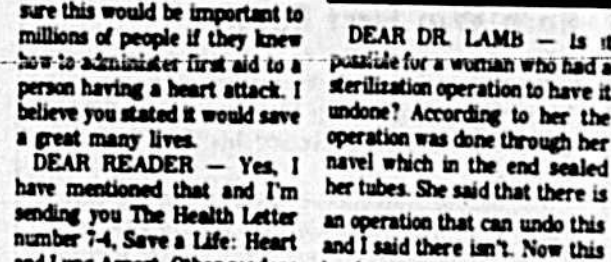 sure this would be important to
millions of people if they knew
how to administer first aid to a
person having a heart attack. I
believe you stated it would save
a great many lives.
DEAR READER — Yes, I
have mentioned that and I'm
sending you The Health Letter
number 7-4, Save a Life: Heart
and Lung Arrest. Other readers
DEAR DR. LAMB — Is it
possible for a woman who had a
sterilization operation to have it
undone? According to her the
operation was done through her
navel which in the end sealed
her tubes. She said that there is
an operation that can undo this
and I said there isn't. Now this